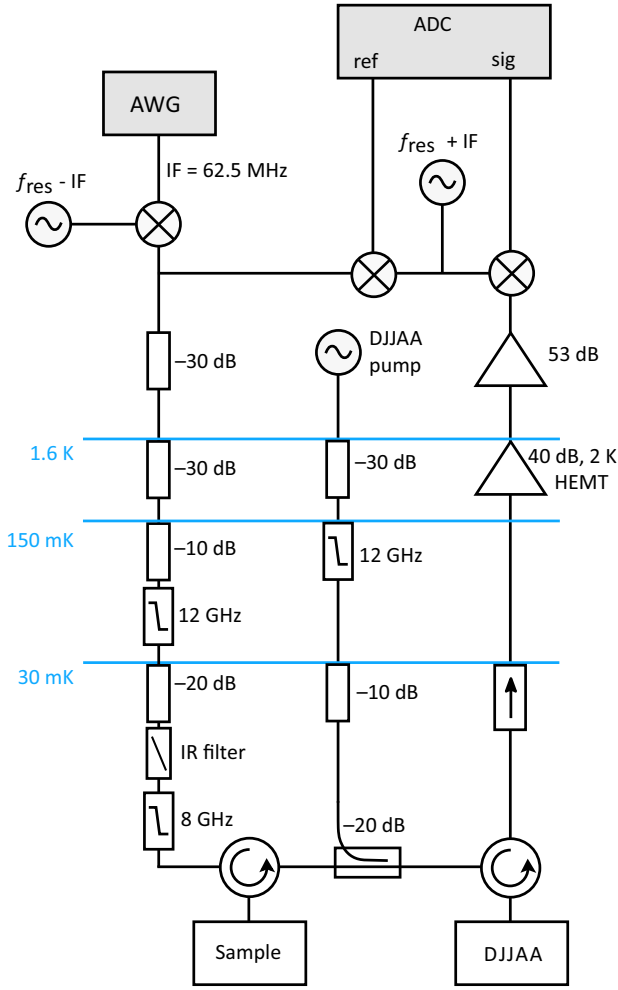 ADC
ref
sig
AWG
IF = 62.5 MHz
fres - IF
fres + IF
–30 dB
DJJAA
pump
53 dB
1.6 K
–30 dB
–30 dB
40 dB, 2 K
HEMT
150 mK
–10 dB
12 GHz
12 GHz
30 mK
–20 dB
–10 dB
IR filter
8 GHz
–20 dB
Sample
DJJAA